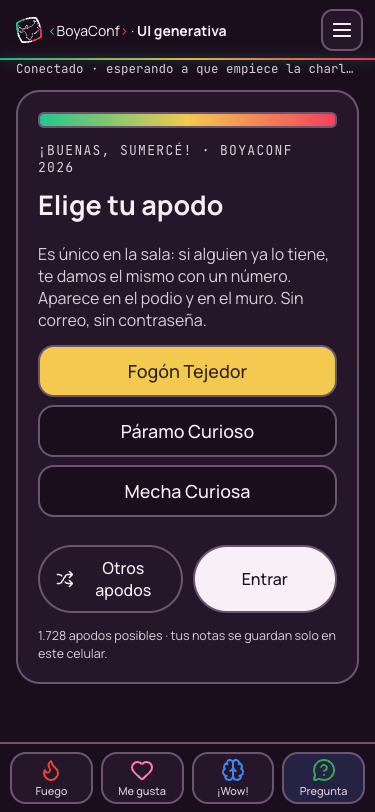 ‹BoyaConf› · UI generativa
Conectado · esperando a que empiece la charl…
¡BUENAS, SUMERCÉ! · BOYACONF
2026
Elige tu apodo
Es único en la sala: si alguien ya lo tiene,
te damos el mismo con un número.
Aparece en el podio y en el muro. Sin
correo, sin contraseña.
Fogón Tejedor
Páramo Curioso
Mecha Curiosa
Otros
apodos
Entrar
1.728 apodos posibles · tus notas se guardan solo en
este celular.
Fuego
Me gusta
¡Wow!
Pregunta